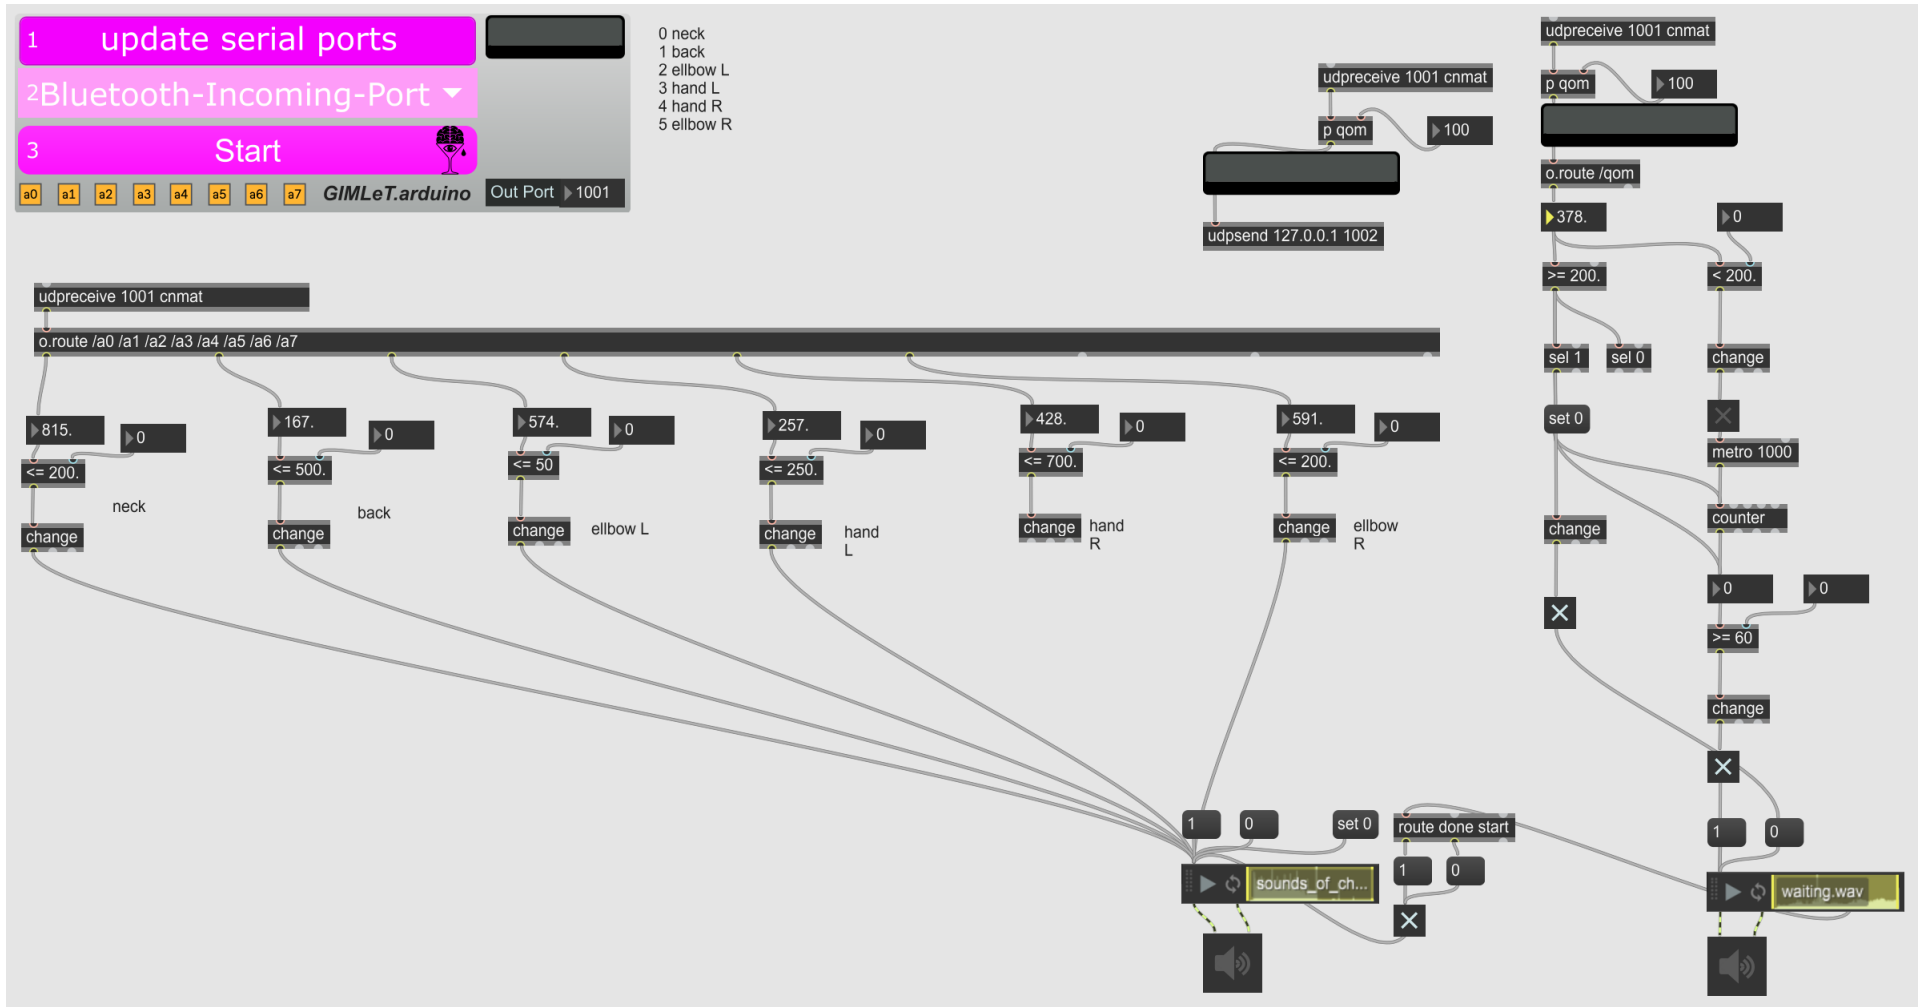 1 update serial ports
2Bluetooth-Incoming-Port
3 Start
a0 a1 a2 a3 a4 a5 a6 a7 GIMLeT.arduino Out Port 1001
0 neck
1 back
2 ellbow L
3 hand L
4 hand R
5 ellbow R
udpreceive 1001 cnmat
p qom 100
udpsend 127.0.0.1 1002
udpreceive 1001 cnmat
p qom 100
o.route /qom
378. 0
>= 200. < 200.
sel 1 sel 0 change
set 0
metro 1000
counter
change
0 0
>= 60
change
1 0
waiting.wav
udpreceive 1001 cnmat
o.route /a0 /a1 /a2 /a3 /a4 /a5 /a6 /a7
815. 0
<= 200.
neck
change
167. 0
<= 500.
back
change
574. 0
<= 50
ellbow L
change
257. 0
<= 250.
change hand
L
428. 0
<= 700.
change hand
R
591. 0
<= 200.
change ellbow
R
1 0 set 0 route done start
1 0
sounds_of_ch...